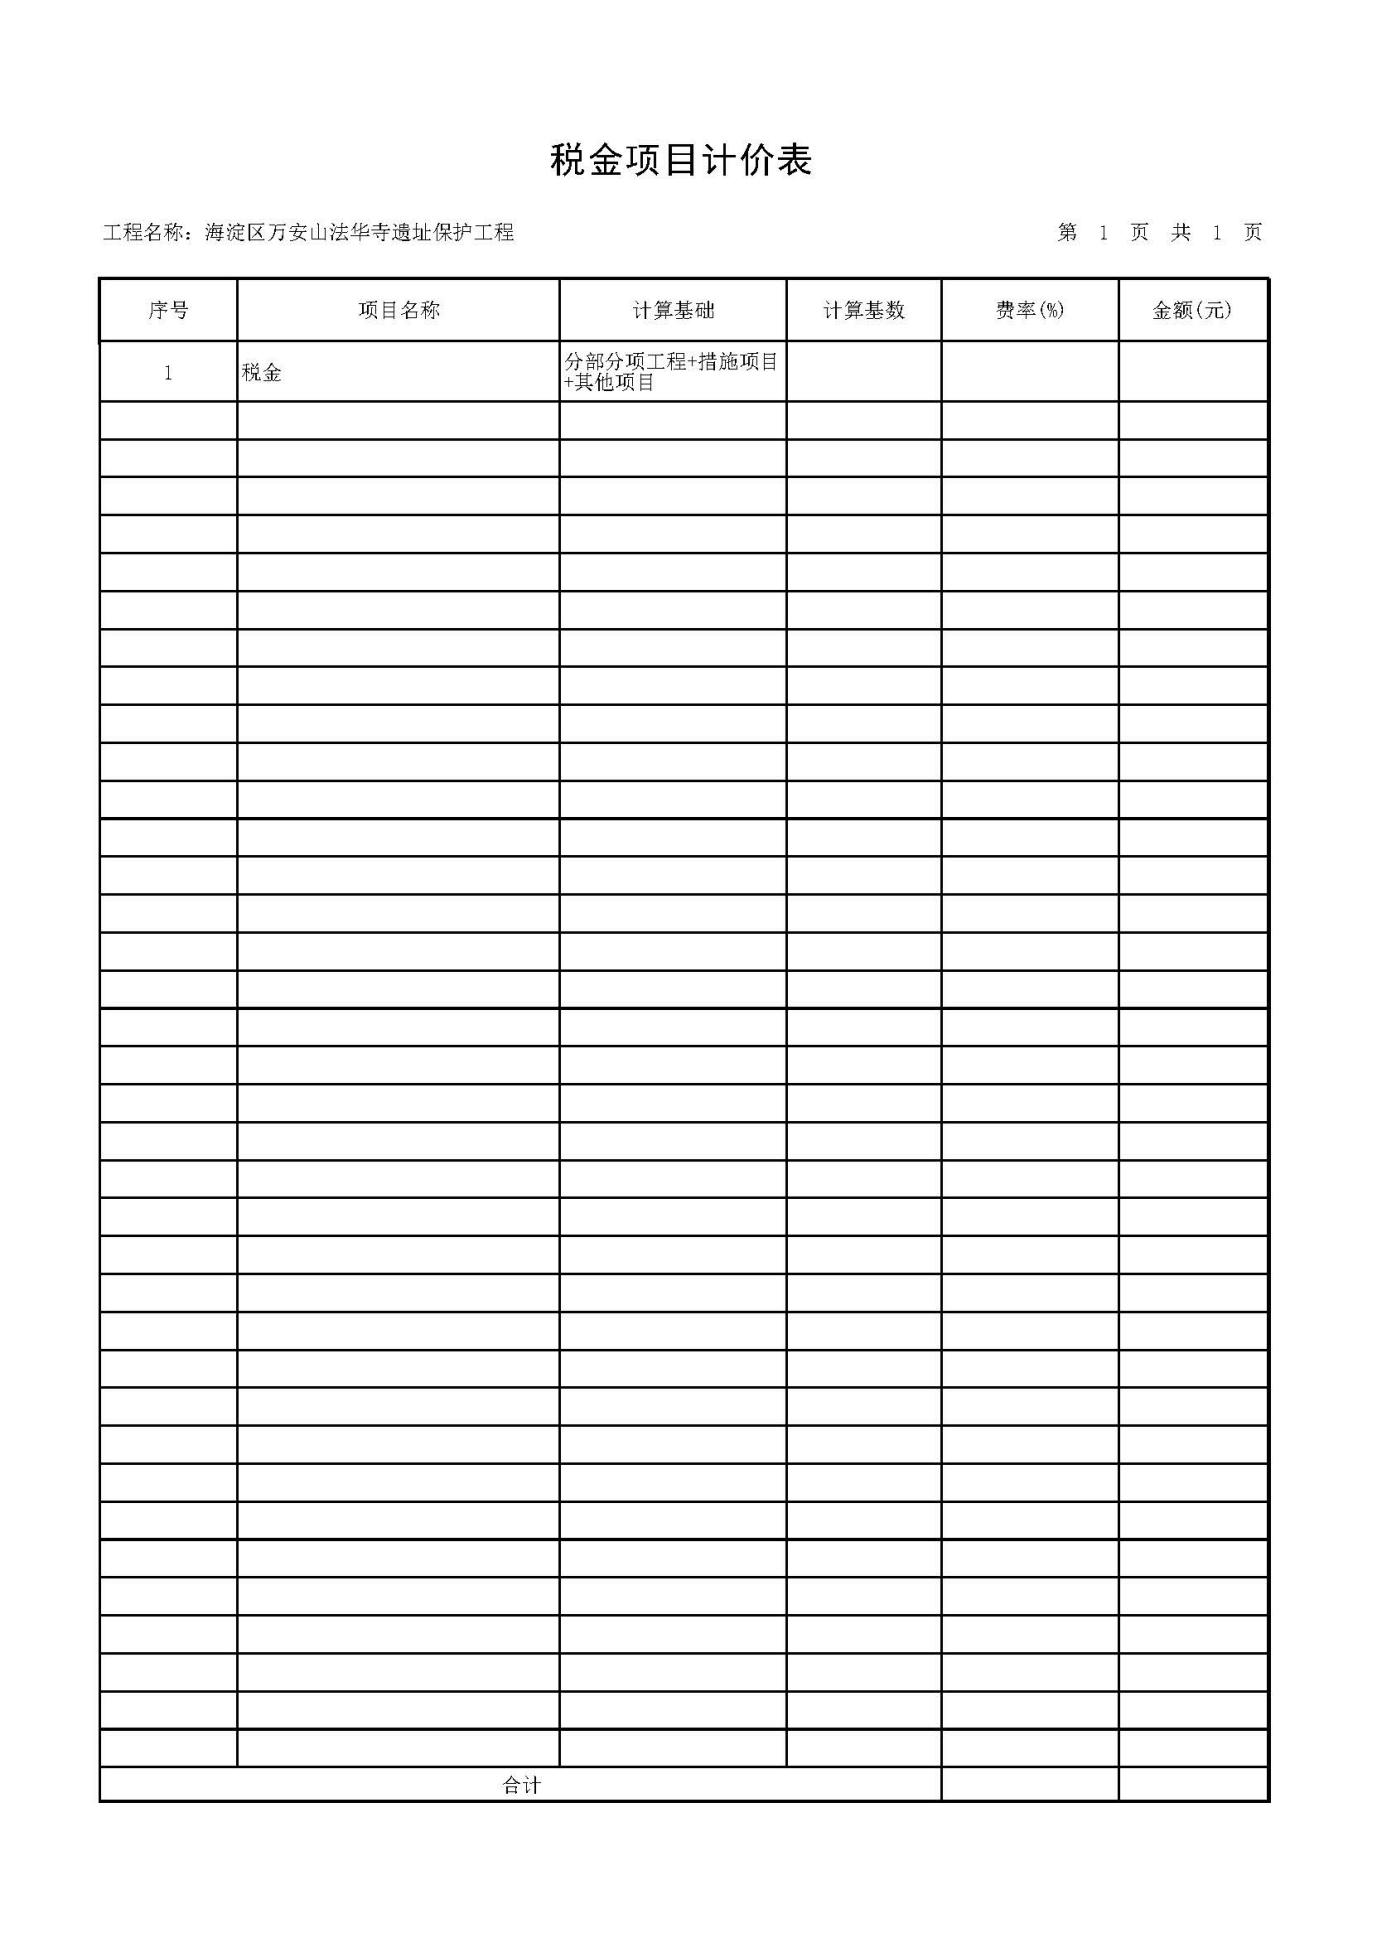 税金项目计价表
工程名称：海淀区万安山法华寺遗址保护工程 第 1 页 共 1 页
序号 项目名称 计算基础 计算基数 费率(%) 金额(元)
1 税金 分部分项工程+措施项目
+其他项目
合计